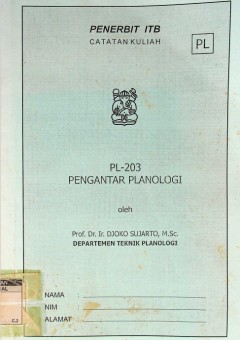 PENERBIT ITB
CATATAN KULIAH
PL
PL-203
PENGANTAR PLANOLOGI
oleh
Prof. Dr. Ir. DJOKO SUJARTO, M.Sc.
DEPARTEMEN TEKNIK PLANOLOGI
NAMA
NIM
ALAMAT